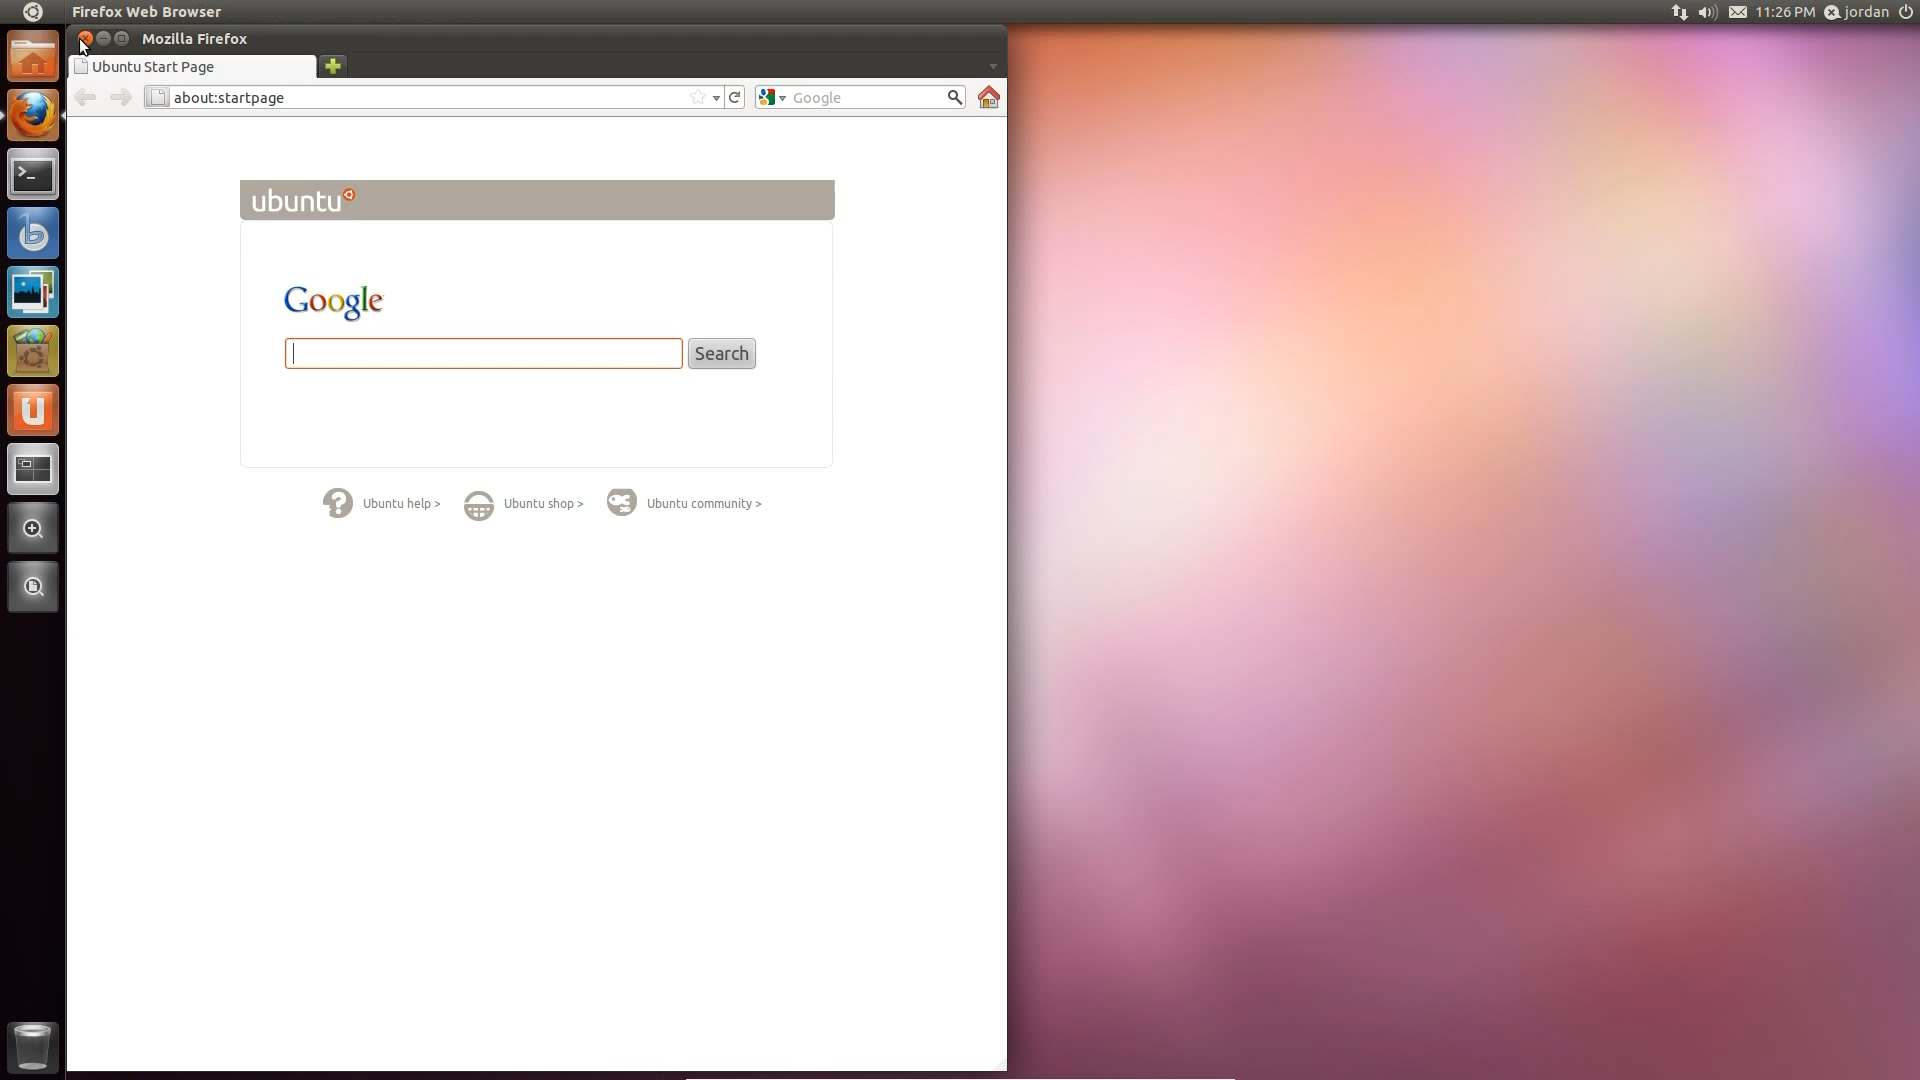 Firefox Web Browser
11:26 PM
jordan
Mozilla Firefox
Ubuntu Start Page
about:startpage
Google
ubuntu
Google
Search
Ubuntu help >
Ubuntu shop >
Ubuntu community >